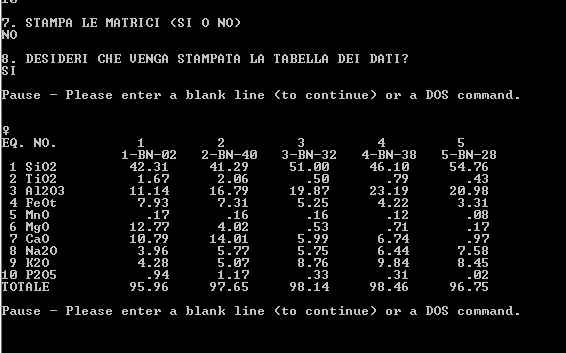 10
7. STAMPA LE MATRICI (SI O NO)
NO
8. DESIDERI CHE VENGA STAMPATA LA TABELLA DEI DATI?
SI
Pause - Please enter a blank line (to continue) or a DOS command.
♀
EQ. NO. 1 2 3 4 5
1-BN-02 2-BN-40 3-BN-32 4-BN-38 5-BN-28
1 SiO2 42.31 41.29 51.00 46.10 54.76
2 TiO2 1.67 2.06 .50 .79 .43
3 Al2O3 11.14 16.79 19.87 23.19 20.98
4 FeOt 7.93 7.31 5.25 4.22 3.31
5 MnO .17 .16 .16 .12 .08
6 MgO 12.77 4.02 .53 .71 .17
7 CaO 10.79 14.01 5.99 6.74 .97
8 Na2O 3.96 5.77 5.75 6.44 7.58
9 K2O 4.28 5.07 8.76 9.84 8.45
10 P2O5 .94 1.17 .33 .31 .02
TOTALE 95.96 97.65 98.14 98.46 96.75
Pause - Please enter a blank line (to continue) or a DOS command.